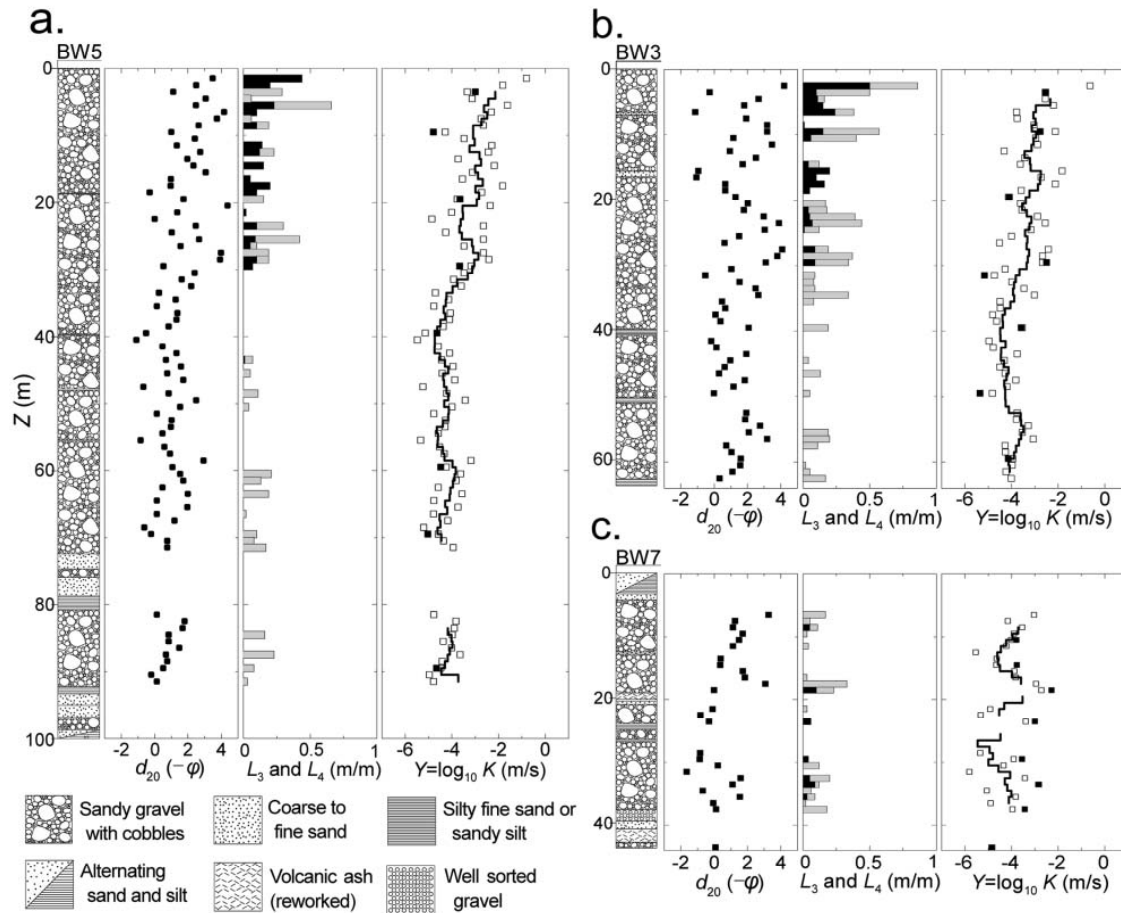 a.
BW5
0
20
40
60
80
100
Z (m)
-2 0 2 4
d20 (-φ)
0 0.5 1
L3 and L4 (m/m)
-6 -4 -2 0
Y=log10 K (m/s)
b.
BW3
0
20
40
60
-2 0 2 4
d20 (-φ)
0 0.5 1
L3 and L4 (m/m)
-6 -4 -2 0
Y=log10 K (m/s)
c.
BW7
0
20
40
-2 0 2 4
d20 (-φ)
0 0.5 1
L3 and L4 (m/m)
-6 -4 -2 0
Y=log10 K (m/s)
Sandy gravel
with cobbles
Coarse to
fine sand
Silty fine sand or
sandy silt
Alternating
sand and silt
Volcanic ash
(reworked)
Well sorted
gravel